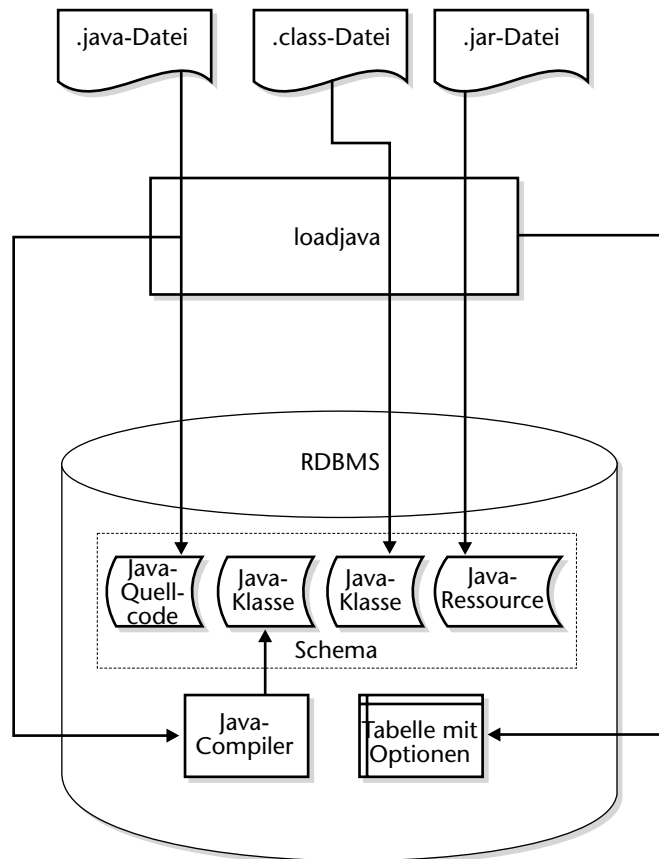 .java-Datei
.class-Datei
.jar-Datei
loadjava
RDBMS
Java-
Quell-
code
Java-
Klasse
Java-
Klasse
Java-
Ressource
Schema
Java-
Compiler
Tabelle mit
Optionen